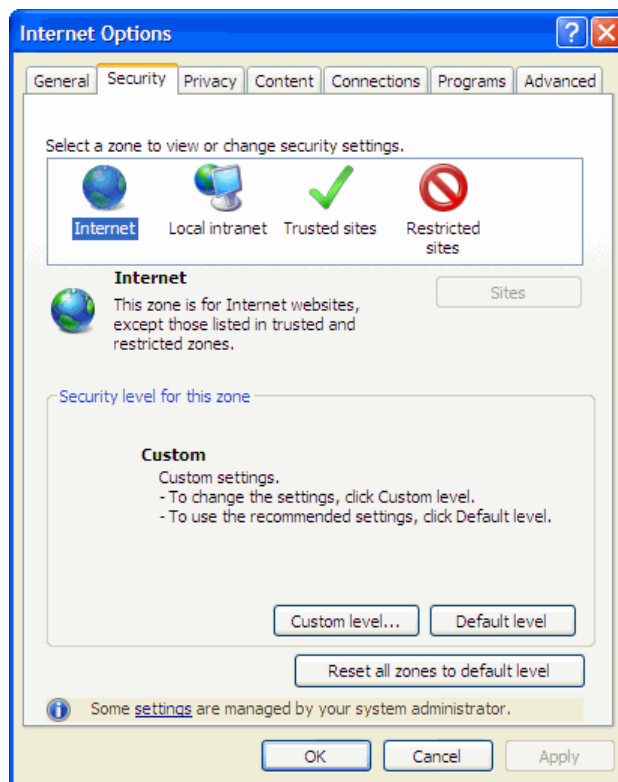 Internet Options
General Security Privacy Content Connections Programs Advanced
Select a zone to view or change security settings.
Internet Local intranet Trusted sites Restricted
sites
Internet
This zone is for Internet websites,
except those listed in trusted and
restricted zones.
Sites
Security level for this zone
Custom
Custom settings.
- To change the settings, click Custom level.
- To use the recommended settings, click Default level.
Custom level... Default level
Reset all zones to default level
Some settings are managed by your system administrator.
OK Cancel Apply